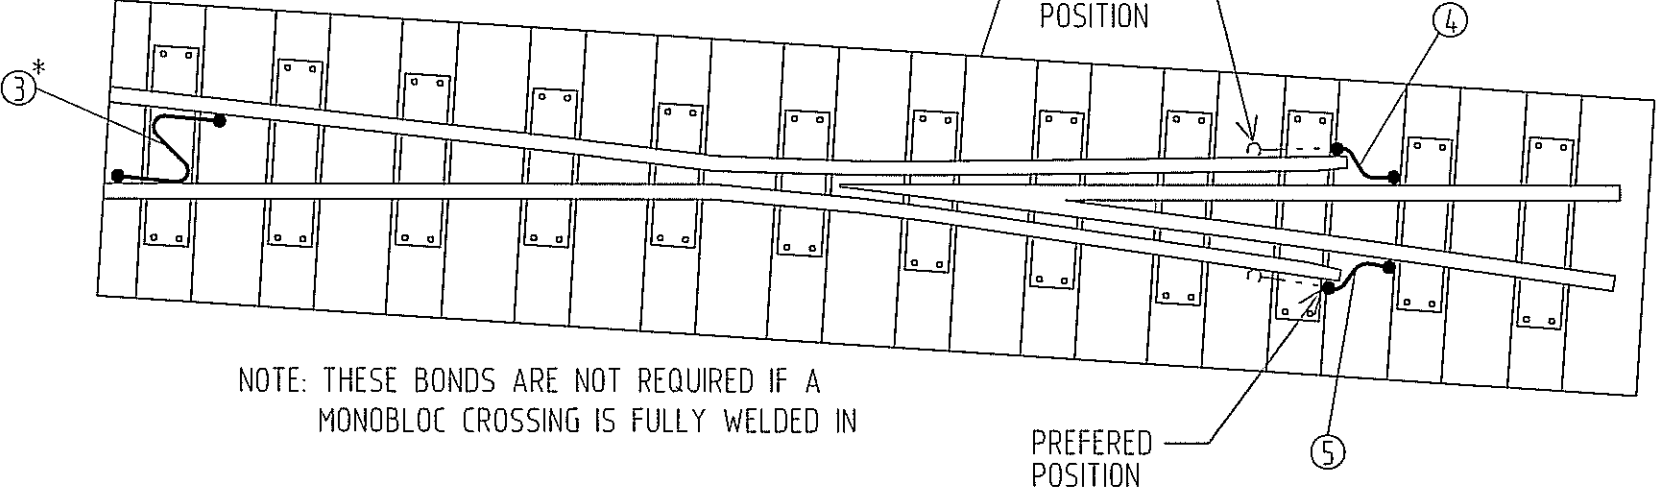 POSITION
4
3*
NOTE: THESE BONDS ARE NOT REQUIRED IF A
MONOBLOC CROSSING IS FULLY WELDED IN
PREFERED
POSITION
5